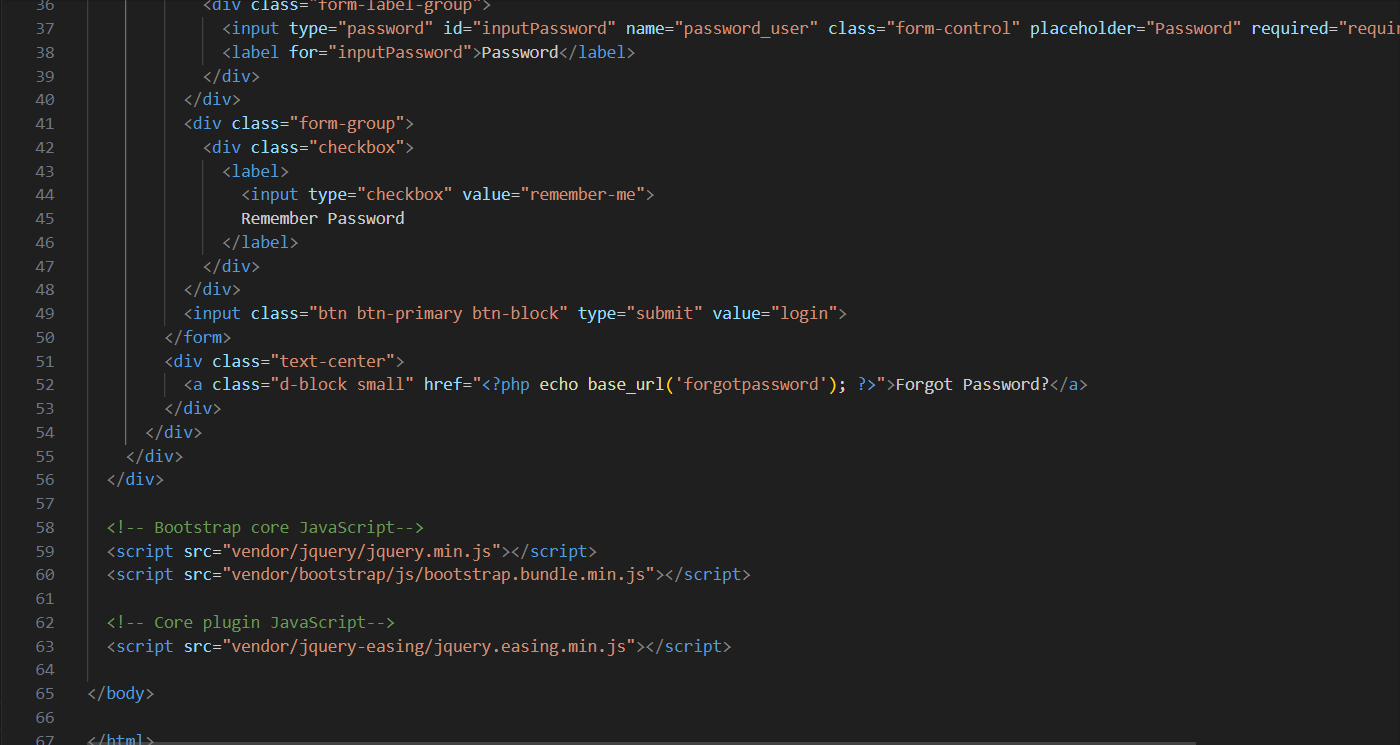 36 <div class="form-label-group">
37 <input type="password" id="inputPassword" name="password_user" class="form-control" placeholder="Password" required="requir
38 <label for="inputPassword">Password</label>
39 </div>
40 </div>
41 <div class="form-group">
42 <div class="checkbox">
43 <label>
44 <input type="checkbox" value="remember-me">
45 Remember Password
46 </label>
47 </div>
48 </div>
49 <input class="btn btn-primary btn-block" type="submit" value="login">
50 </form>
51 <div class="text-center">
52 <a class="d-block small" href="<?php echo base_url('forgotpassword'); ?>">Forgot Password?</a>
53 </div>
54 </div>
55 </div>
56 </div>
57
58 <!-- Bootstrap core JavaScript-->
59 <script src="vendor/jquery/jquery.min.js"></script>
60 <script src="vendor/bootstrap/js/bootstrap.bundle.min.js"></script>
61
62 <!-- Core plugin JavaScript-->
63 <script src="vendor/jquery-easing/jquery.easing.min.js"></script>
64
65 </body>
66
67 </html>